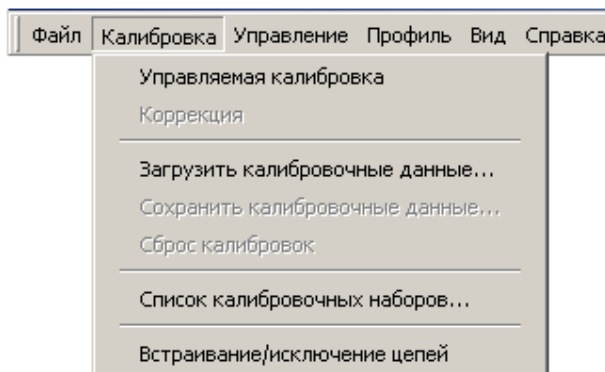 Файл Калибровка Управление Профиль Вид Справка
Управляемая калибровка
Коррекция
Загрузить калибровочные данные...
Сохранить калибровочные данные...
Сброс калибровок
Список калибровочных наборов...
Встраивание/исключение цепей